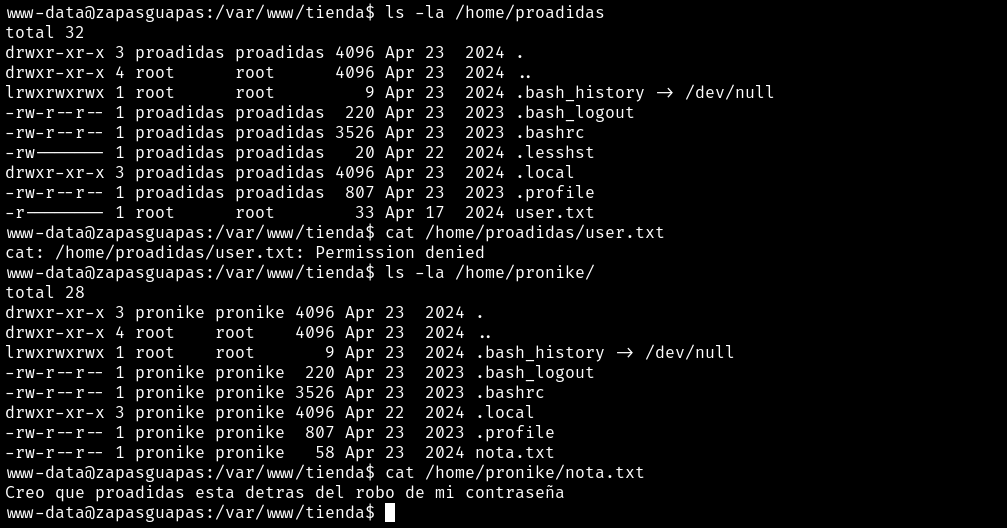 www-data@zapasguapas:/var/www/tienda$ ls -la /home/proadidas
total 32
drwxr-xr-x 3 proadidas proadidas 4096 Apr 23  2024 .
drwxr-xr-x 4 root      root      4096 Apr 23  2024 ..
lrwxrwxrwx 1 root      root         9 Apr 23  2024 .bash_history -> /dev/null
-rw-r--r-- 1 proadidas proadidas  220 Apr 23  2023 .bash_logout
-rw-r--r-- 1 proadidas proadidas 3526 Apr 23  2023 .bashrc
-rw------- 1 proadidas proadidas   20 Apr 22  2024 .lesshst
drwxr-xr-x 3 proadidas proadidas 4096 Apr 23  2024 .local
-rw-r--r-- 1 proadidas proadidas  807 Apr 23  2023 .profile
-r-------- 1 root      root        33 Apr 17  2024 user.txt
www-data@zapasguapas:/var/www/tienda$ cat /home/proadidas/user.txt
cat: /home/proadidas/user.txt: Permission denied
www-data@zapasguapas:/var/www/tienda$ ls -la /home/pronike/
total 28
drwxr-xr-x 3 pronike pronike 4096 Apr 23  2024 .
drwxr-xr-x 4 root    root    4096 Apr 23  2024 ..
lrwxrwxrwx 1 root    root       9 Apr 23  2024 .bash_history -> /dev/null
-rw-r--r-- 1 pronike pronike  220 Apr 23  2023 .bash_logout
-rw-r--r-- 1 pronike pronike 3526 Apr 23  2023 .bashrc
drwxr-xr-x 3 pronike pronike 4096 Apr 22  2024 .local
-rw-r--r-- 1 pronike pronike  807 Apr 23  2023 .profile
-rw-r--r-- 1 pronike pronike   58 Apr 23  2024 nota.txt
www-data@zapasguapas:/var/www/tienda$ cat /home/pronike/nota.txt
Creo que proadidas esta detras del robo de mi contraseña
www-data@zapasguapas:/var/www/tienda$